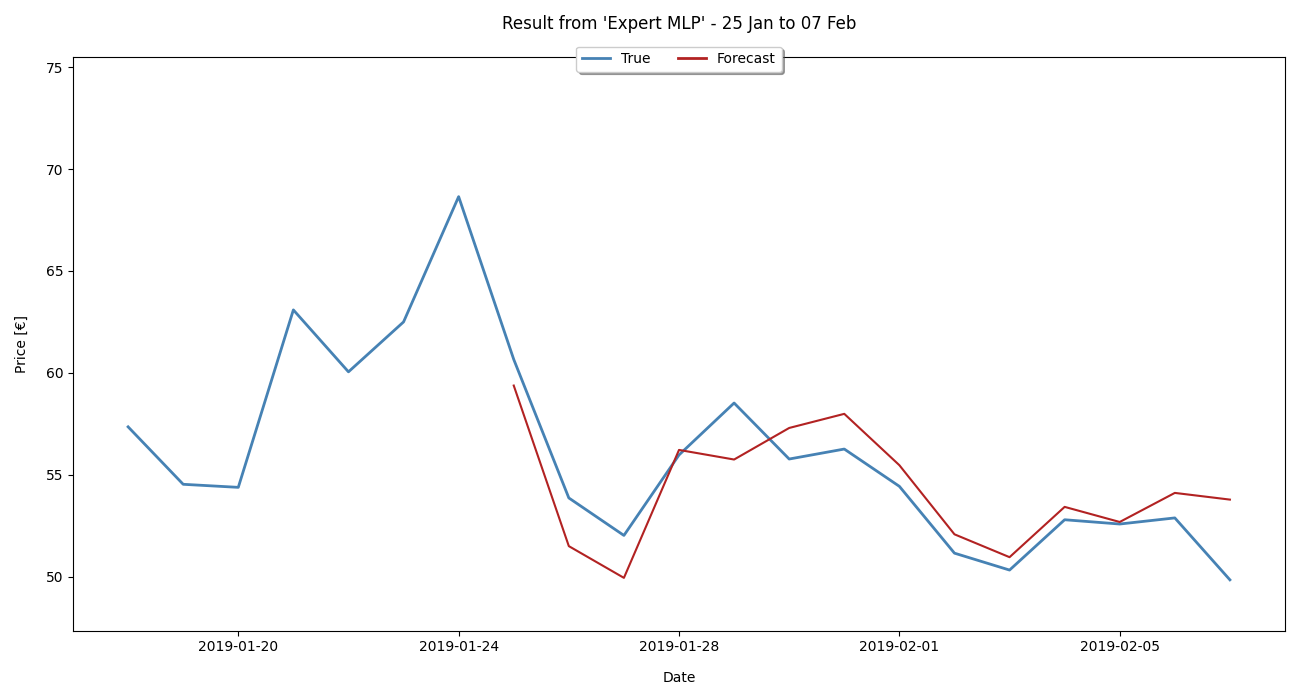 Result from 'Expert MLP' - 25 Jan to 07 Feb
True Forecast
75
70
65
60
55
50
Price [€]
2019-01-20 2019-01-24 2019-01-28 2019-02-01 2019-02-05
Date